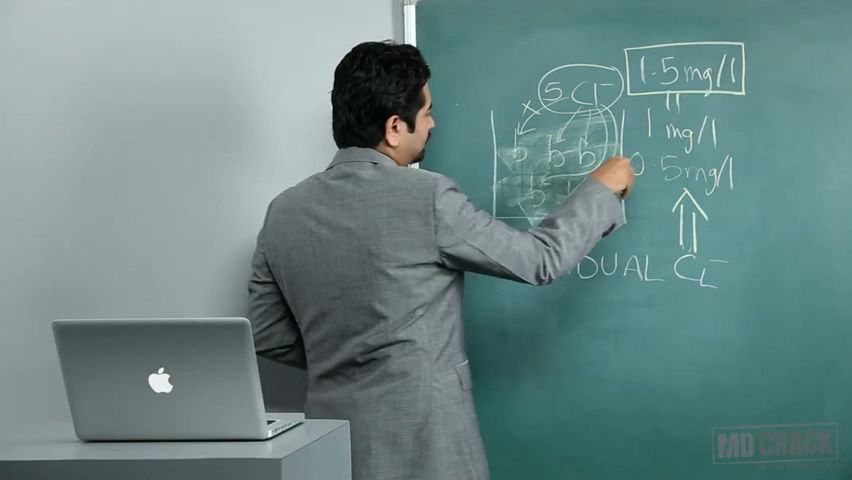 5 Cl⁻
1.5 mg/l
1 mg/l
x
b b b
0.5 mg/l
b
DUAL CL⁻
MD CRACK